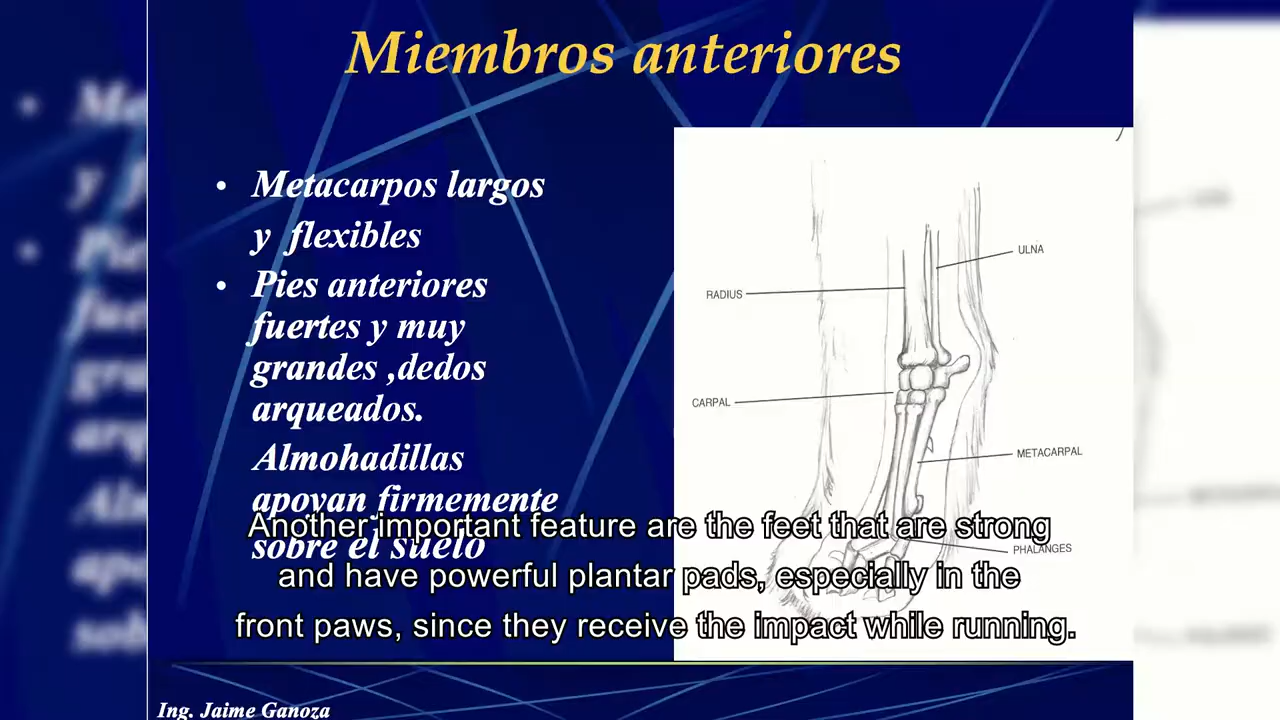 Miembros anteriores
• Metacarpos largos
y flexibles
• Pies anteriores
fuertes y muy
grandes ,dedos
arqueados.
Almohadillas
apoyan firmemente
sobre el suelo
RADIUS
ULNA
CARPAL
METACARPAL
PHALANGES
Another important feature are the feet that are strong
and have powerful plantar pads, especially in the
front paws, since they receive the impact while running.
Ing. Jaime Ganoza